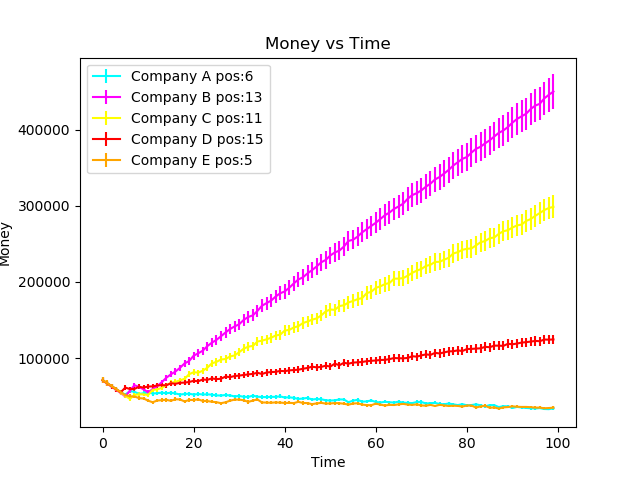 Money vs Time
Company A pos:6
Company B pos:13
Company C pos:11
Company D pos:15
Company E pos:5
400000
300000
200000
100000
Money
0
20
40
60
80
100
Time